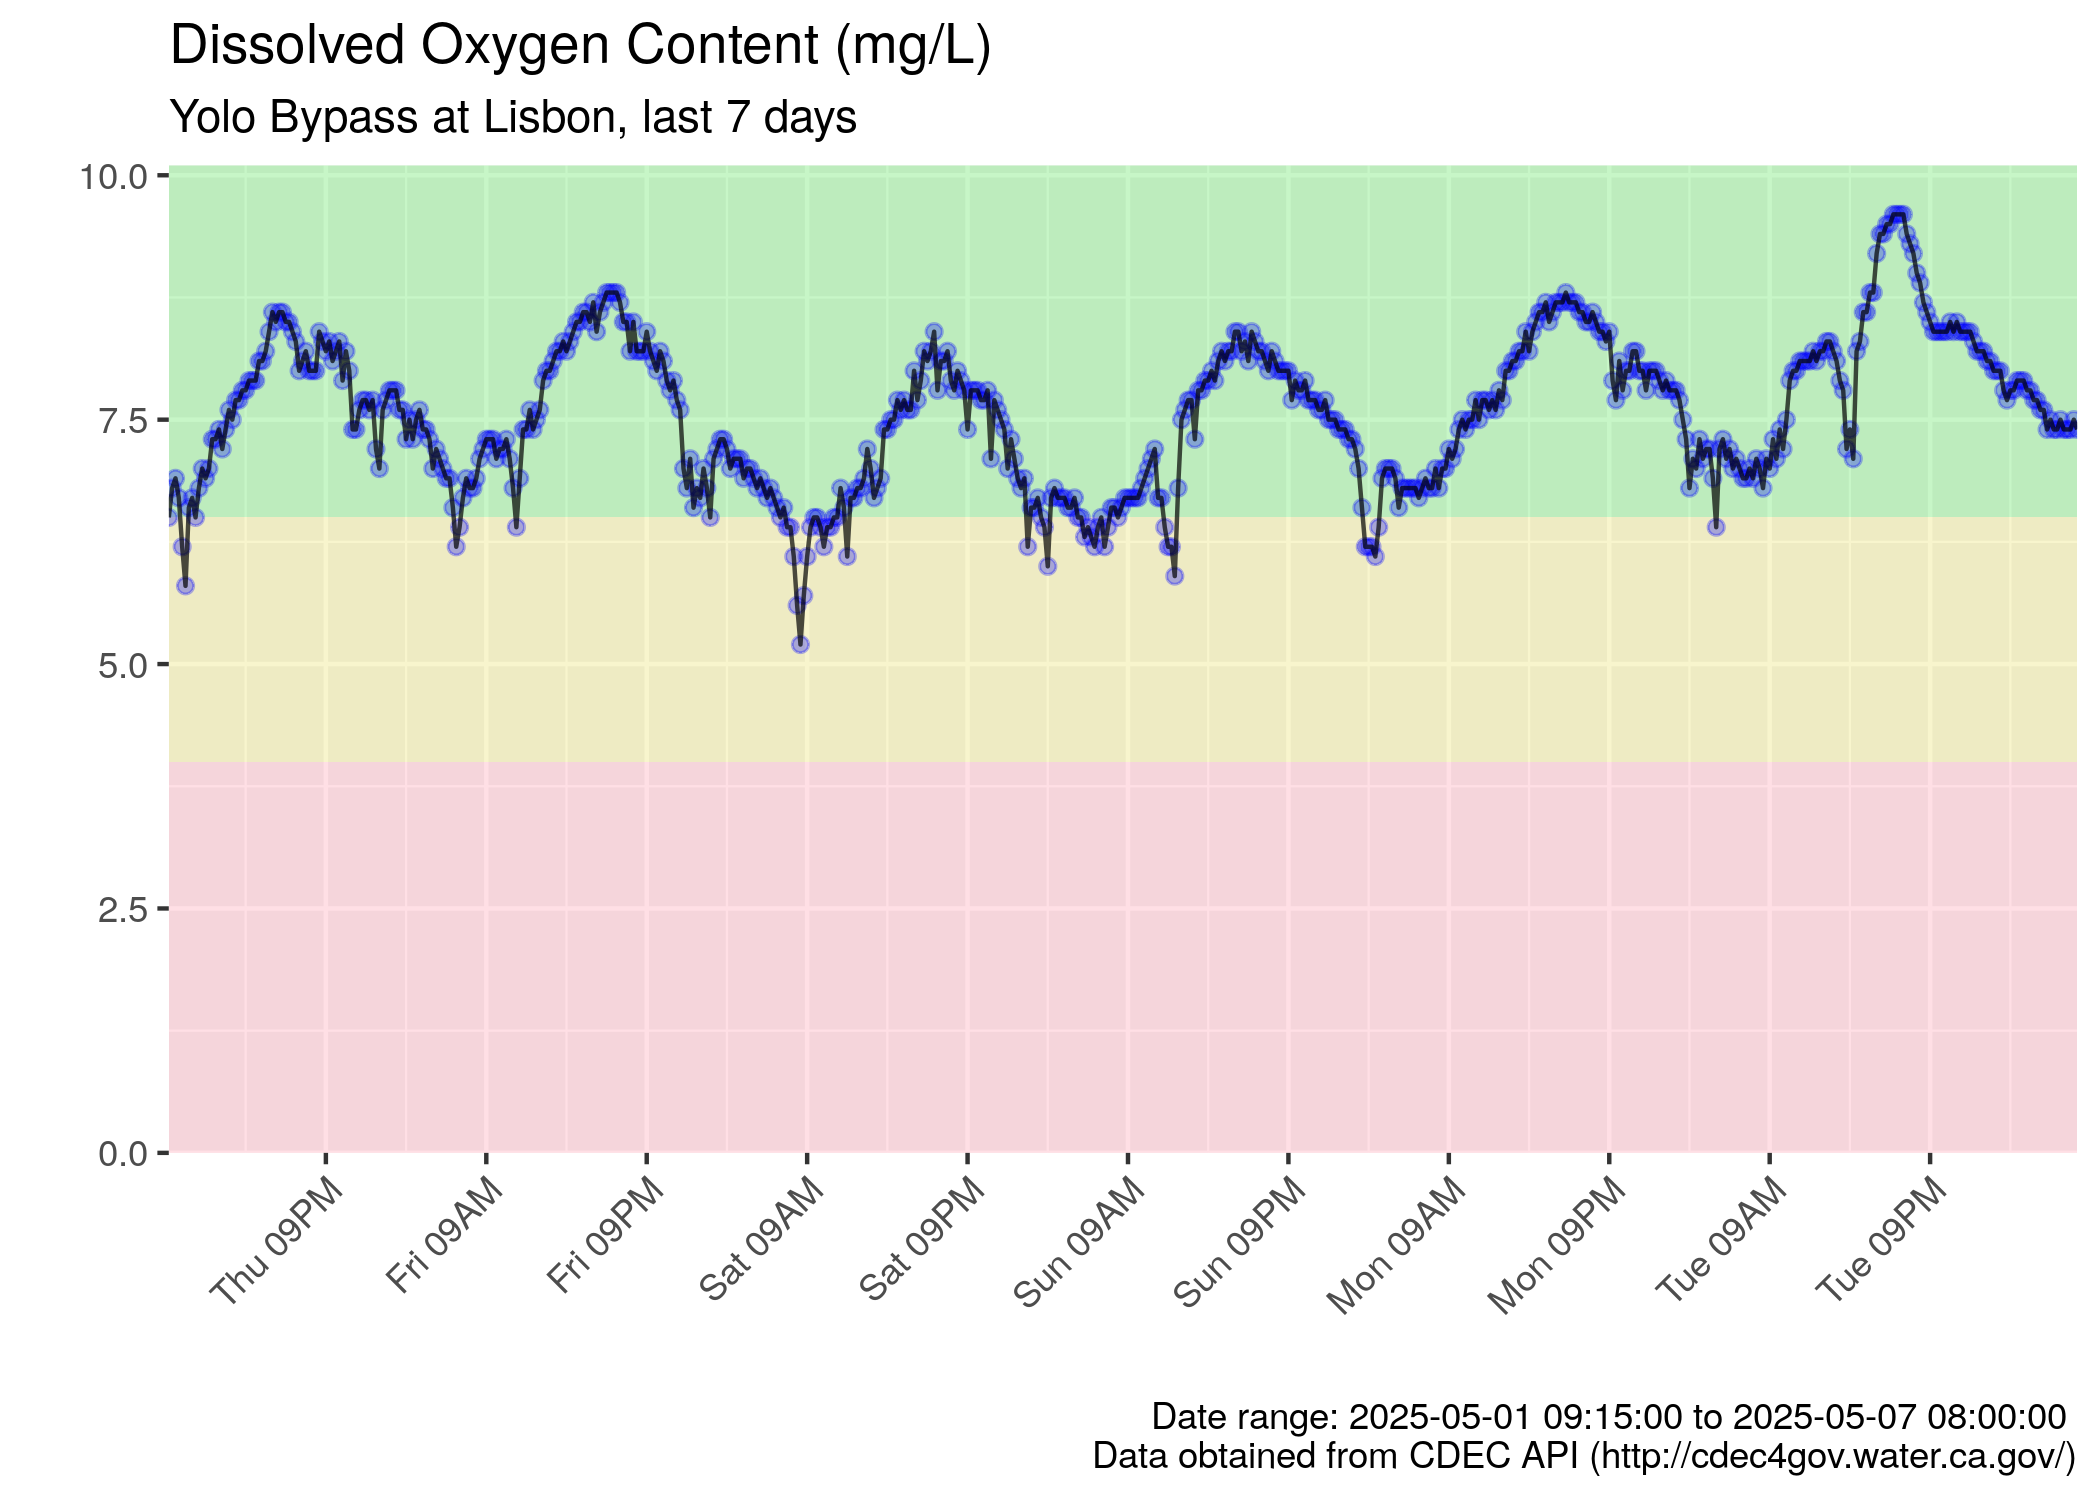 Dissolved Oxygen Content (mg/L)
Yolo Bypass at Lisbon, last 7 days
10.0
7.5
5.0
2.5
0.0
Thu 09PM
Fri 09AM
Fri 09PM
Sat 09AM
Sat 09PM
Sun 09AM
Sun 09PM
Mon 09AM
Mon 09PM
Tue 09AM
Tue 09PM
Date range: 2025-05-01 09:15:00 to 2025-05-07 08:00:00
Data obtained from CDEC API (http://cdec4gov.water.ca.gov/)